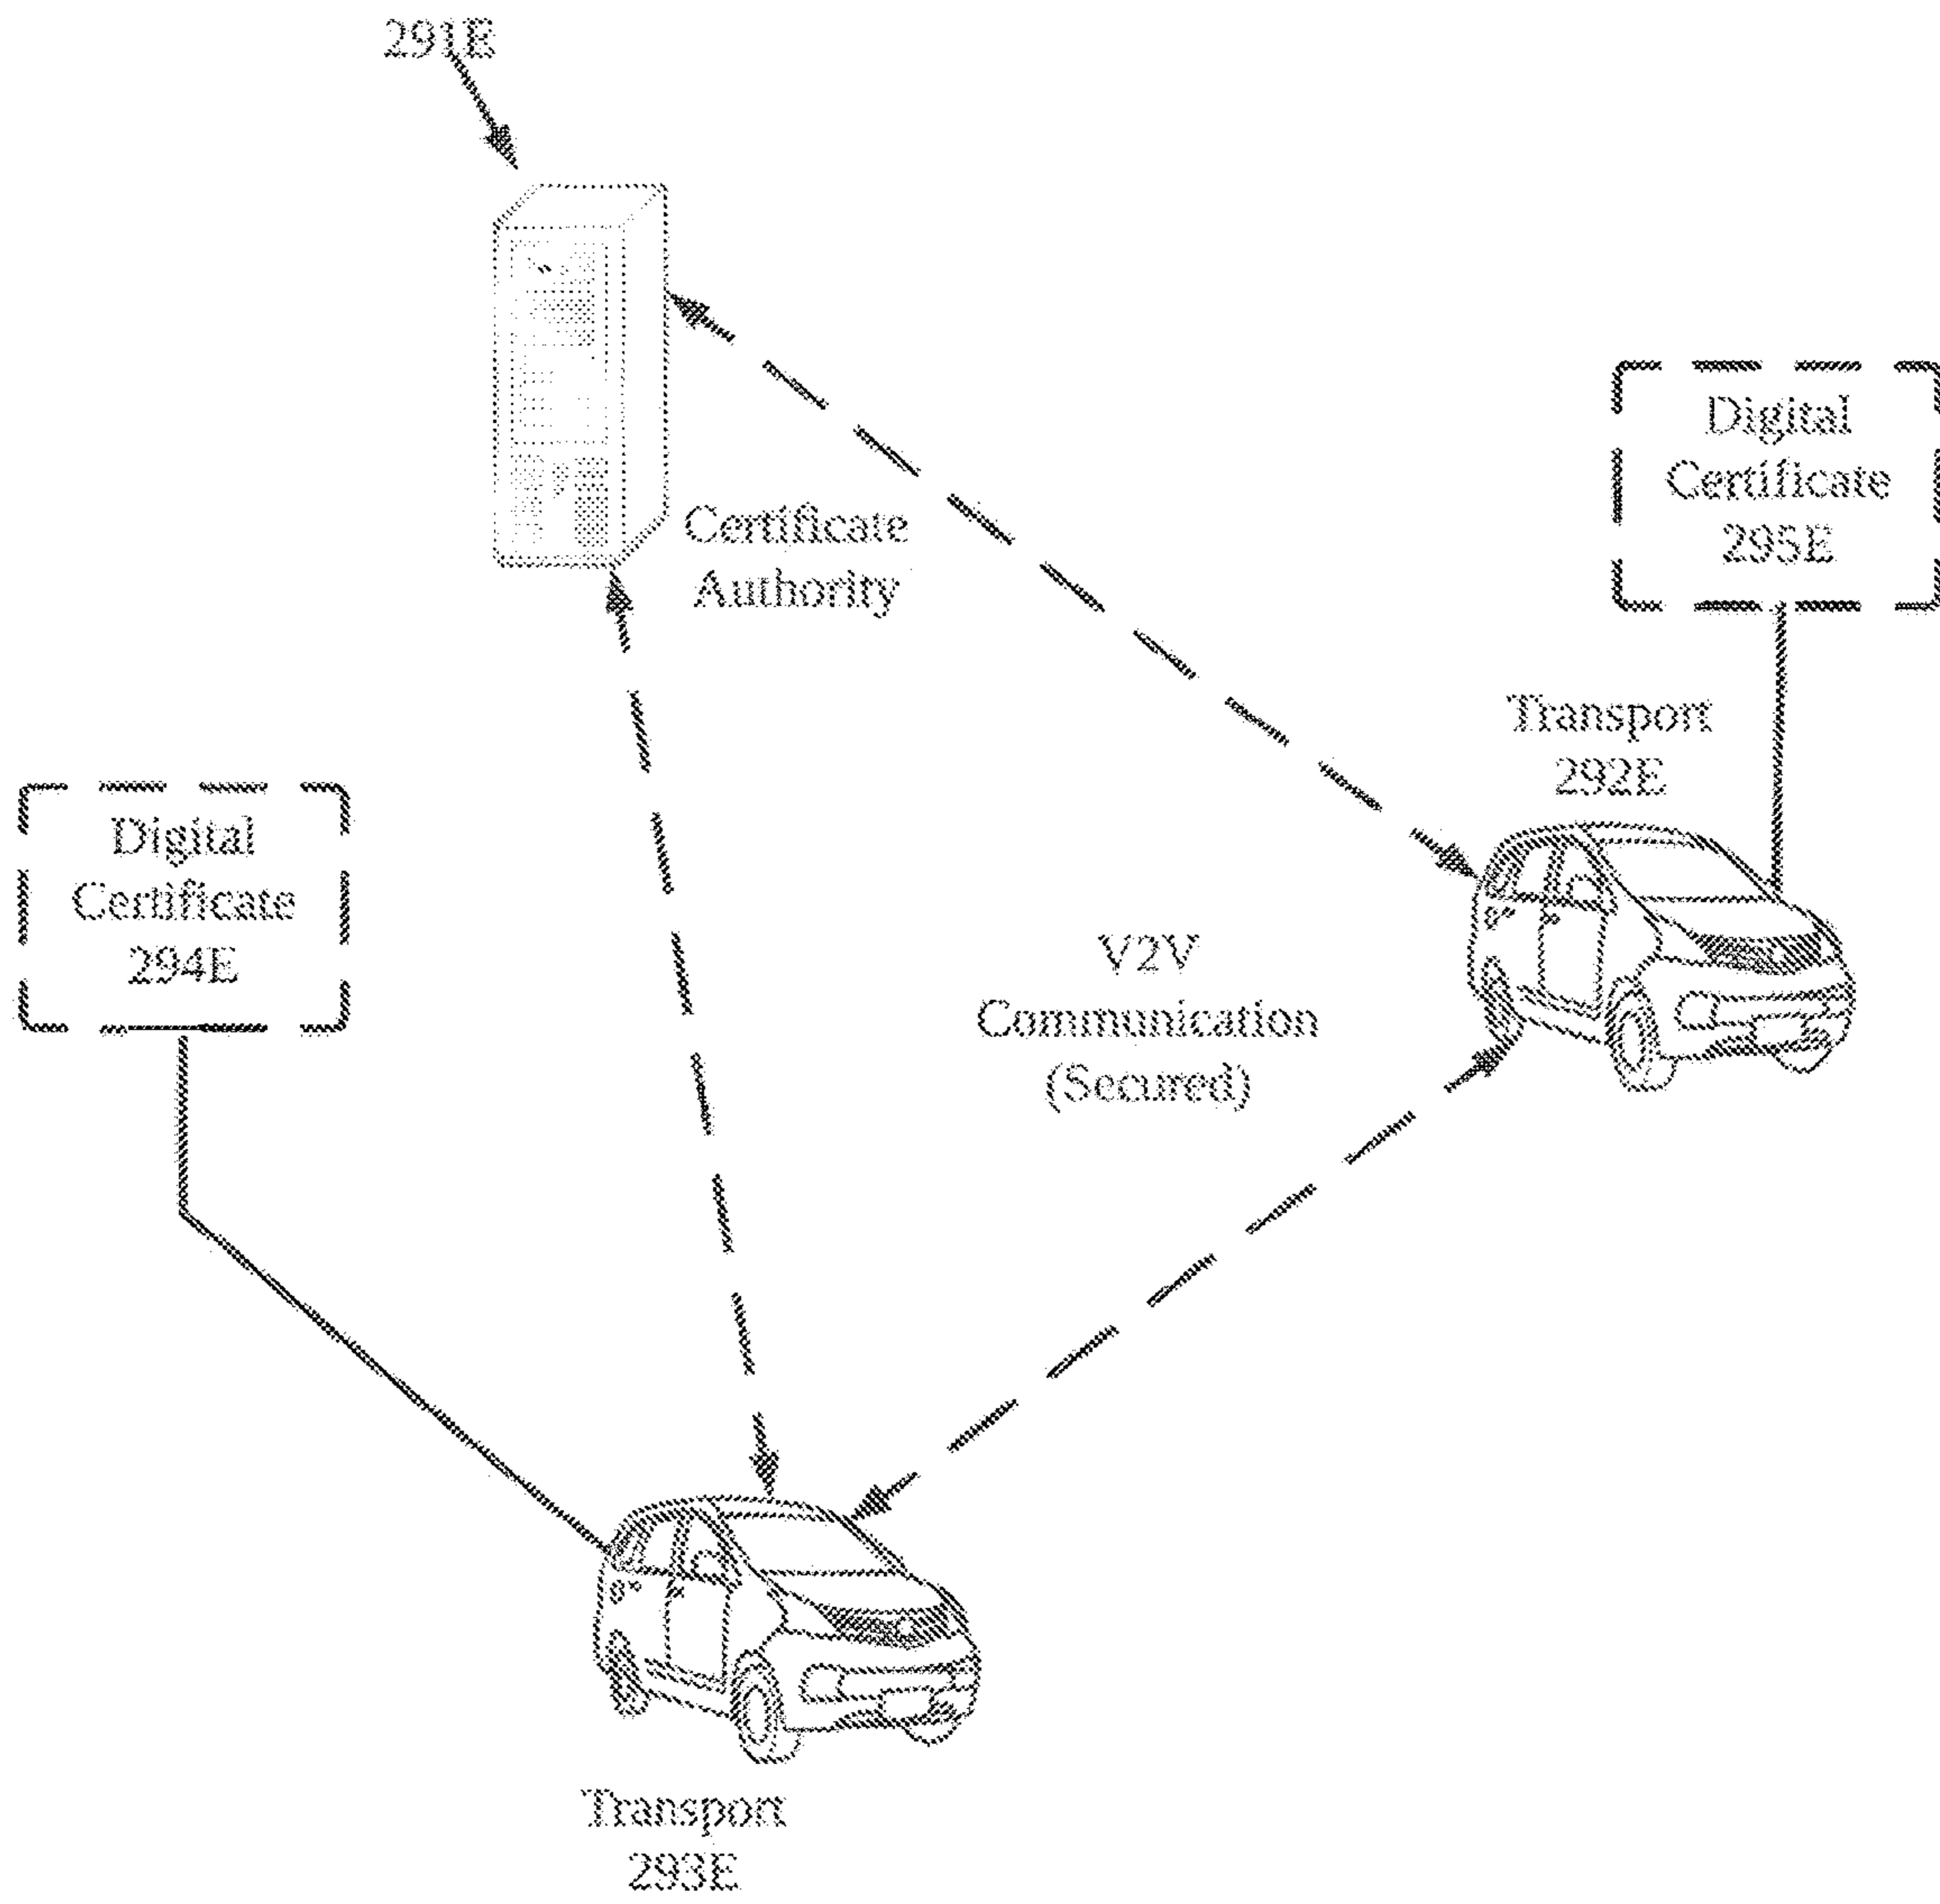 291E
Certificate
Authority
Digital
Certificate
295E
Transport
292E
Digital
Certificate
294E
V2V
Communication
(Secured)
Transport
293E